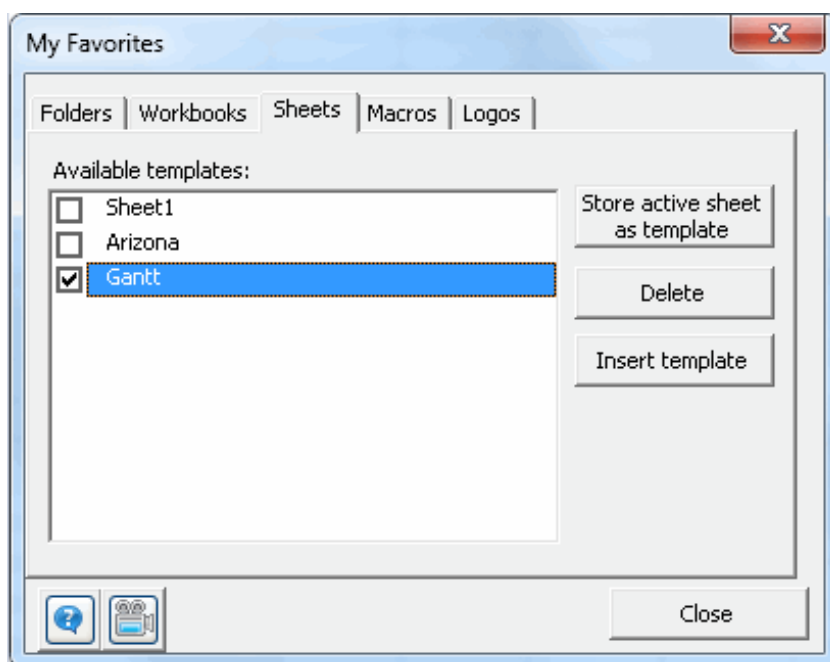 My Favorites
Folders
Workbooks
Sheets
Macros
Logos
Available templates:
Sheet1
Arizona
Gantt
Store active sheet
as template
Delete
Insert template
Close